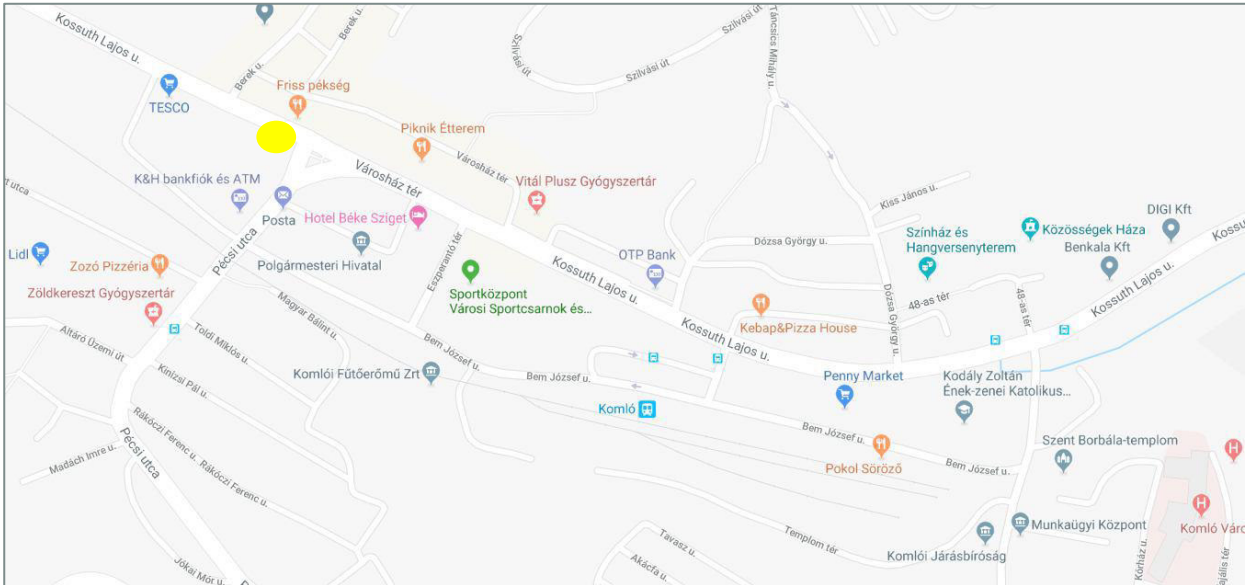 Kossuth Lajos u.
Berek u.
Berek u.
Szilvási út
Szilvási út
Szilvási út
Táncsics Mihály u.
TESCO
Friss pékség
Piknik Étterem
Városház tér
Városház tér
K&H bankfiók és ATM
Posta
Hotel Béke Sziget
Vitál Plusz Gyógyszertár
Kiss János u.
DIGI Kft
Színház és
Hangversenyterem
Közösségek Háza
Benkala Kft
Lidl
Zozó Pizzéria
Pécsi utca
Polgármesteri Hivatal
Eszperantó tér
OTP Bank
Dózsa György u.
Dózsa György u.
Kossuth Lajos u.
Zöldkereszt Gyógyszertár
Sportközpont
Városi Sportcsarnok és...
48-as tér
48-as tér
Kossuth Lajos u.
Magyar Bálint u.
Altáró Üzemi út
Toldi Miklós u.
Kebap&Pizza House
Kossuth Lajos u.
Bem József u.
Kinizsi Pál u.
Komlói Fűtőerőmű Zrt
Bem József u.
Penny Market
Kodály Zoltán
Ének-zenei Katolikus...
Komló
Rákóczi Ferenc u.
Rákóczi Ferenc u.
Pécsi utca
Madách Imre u.
Bem József u.
Pokol Söröző
Bem József u.
Szent Borbála-templom
Komló Váro
Munkaügyi Központ
Templom tér
Komlói Járásbíróság
Tavasz u.
Akácfa u.
Jókai Mór u.
Kórház u.